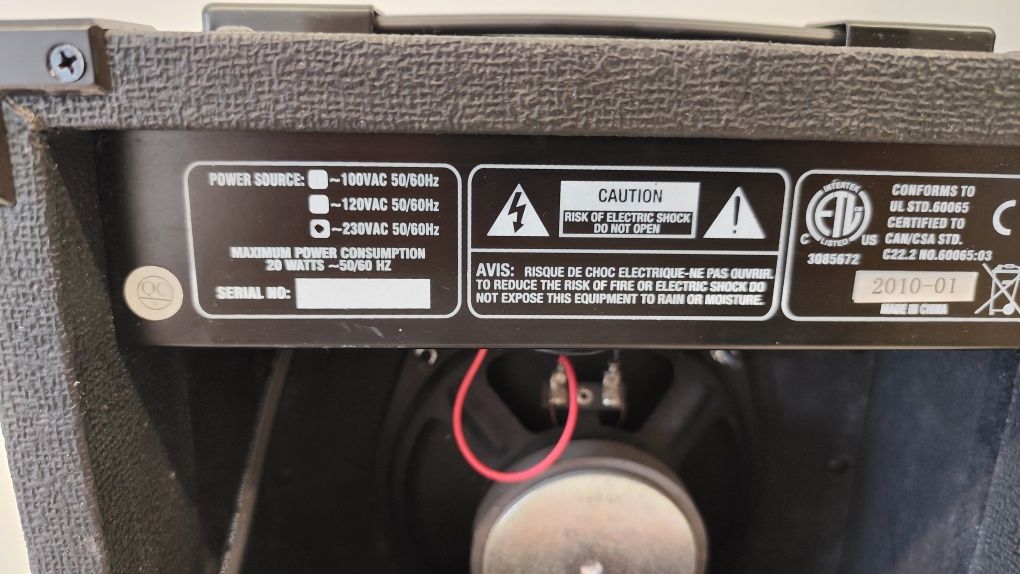 POWER SOURCE: ~100VAC 50/60Hz
~120VAC 50/60Hz
~230VAC 50/60Hz
MAXIMUM POWER CONSUMPTION
20 WATTS ~50/60 HZ
SERIAL NO:
QC
CAUTION
RISK OF ELECTRIC SHOCK
DO NOT OPEN
AVIS: RISQUE DE CHOC ELECTRIQUE-NE PAS OUVRIR.
TO REDUCE THE RISK OF FIRE OR ELECTRIC SHOCK DO
NOT EXPOSE THIS EQUIPMENT TO RAIN OR MOISTURE.
INTERTEK
ETL
LISTED
C US
3085672
CONFORMS TO
UL STD.60065
CERTIFIED TO
CAN/CSA STD.
C22.2 NO.60065:03
2010-01
MADE IN CHINA